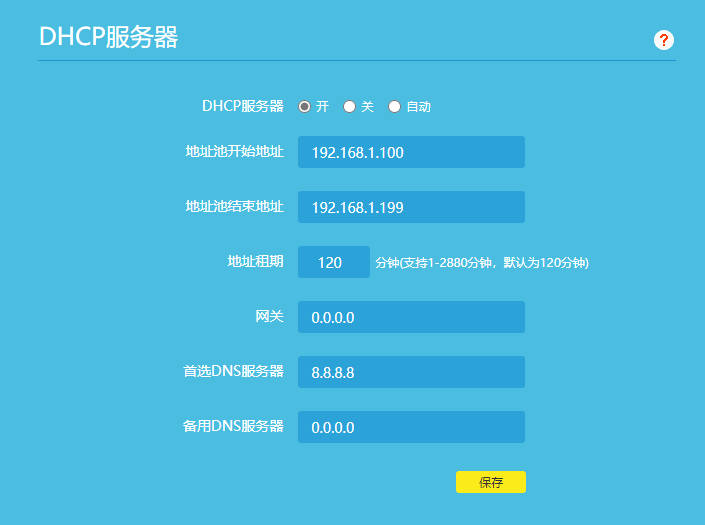 DHCP服务器
?
DHCP服务器 开 关 自动
地址池开始地址 192.168.1.100
地址池结束地址 192.168.1.199
地址租期 120 分钟(支持1-2880分钟，默认为120分钟)
网关 0.0.0.0
首选DNS服务器 8.8.8.8
备用DNS服务器 0.0.0.0
保存